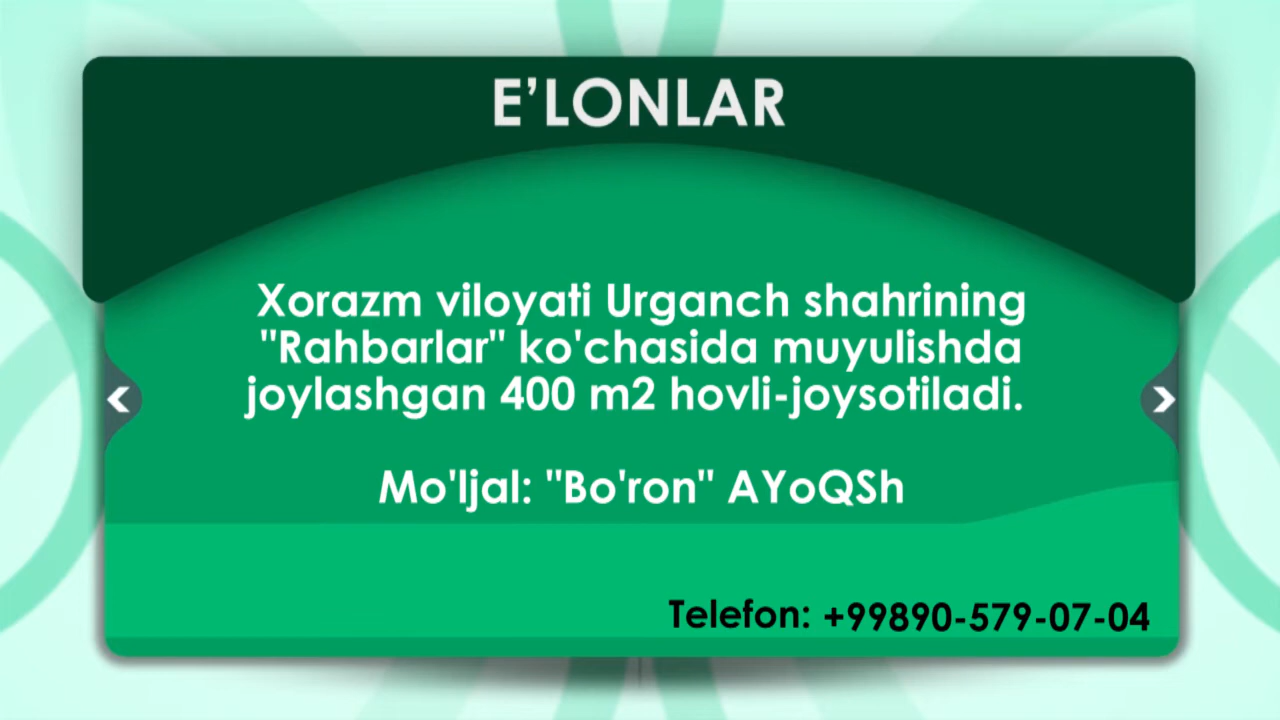 E’LONLAR
Xorazm viloyati Urganch shahrining
"Rahbarlar" ko'chasida muyulishda
joylashgan 400 m2 hovli-joysotiladi.
Mo'ljal: "Bo'ron" AYoQSh
Telefon: +99890-579-07-04